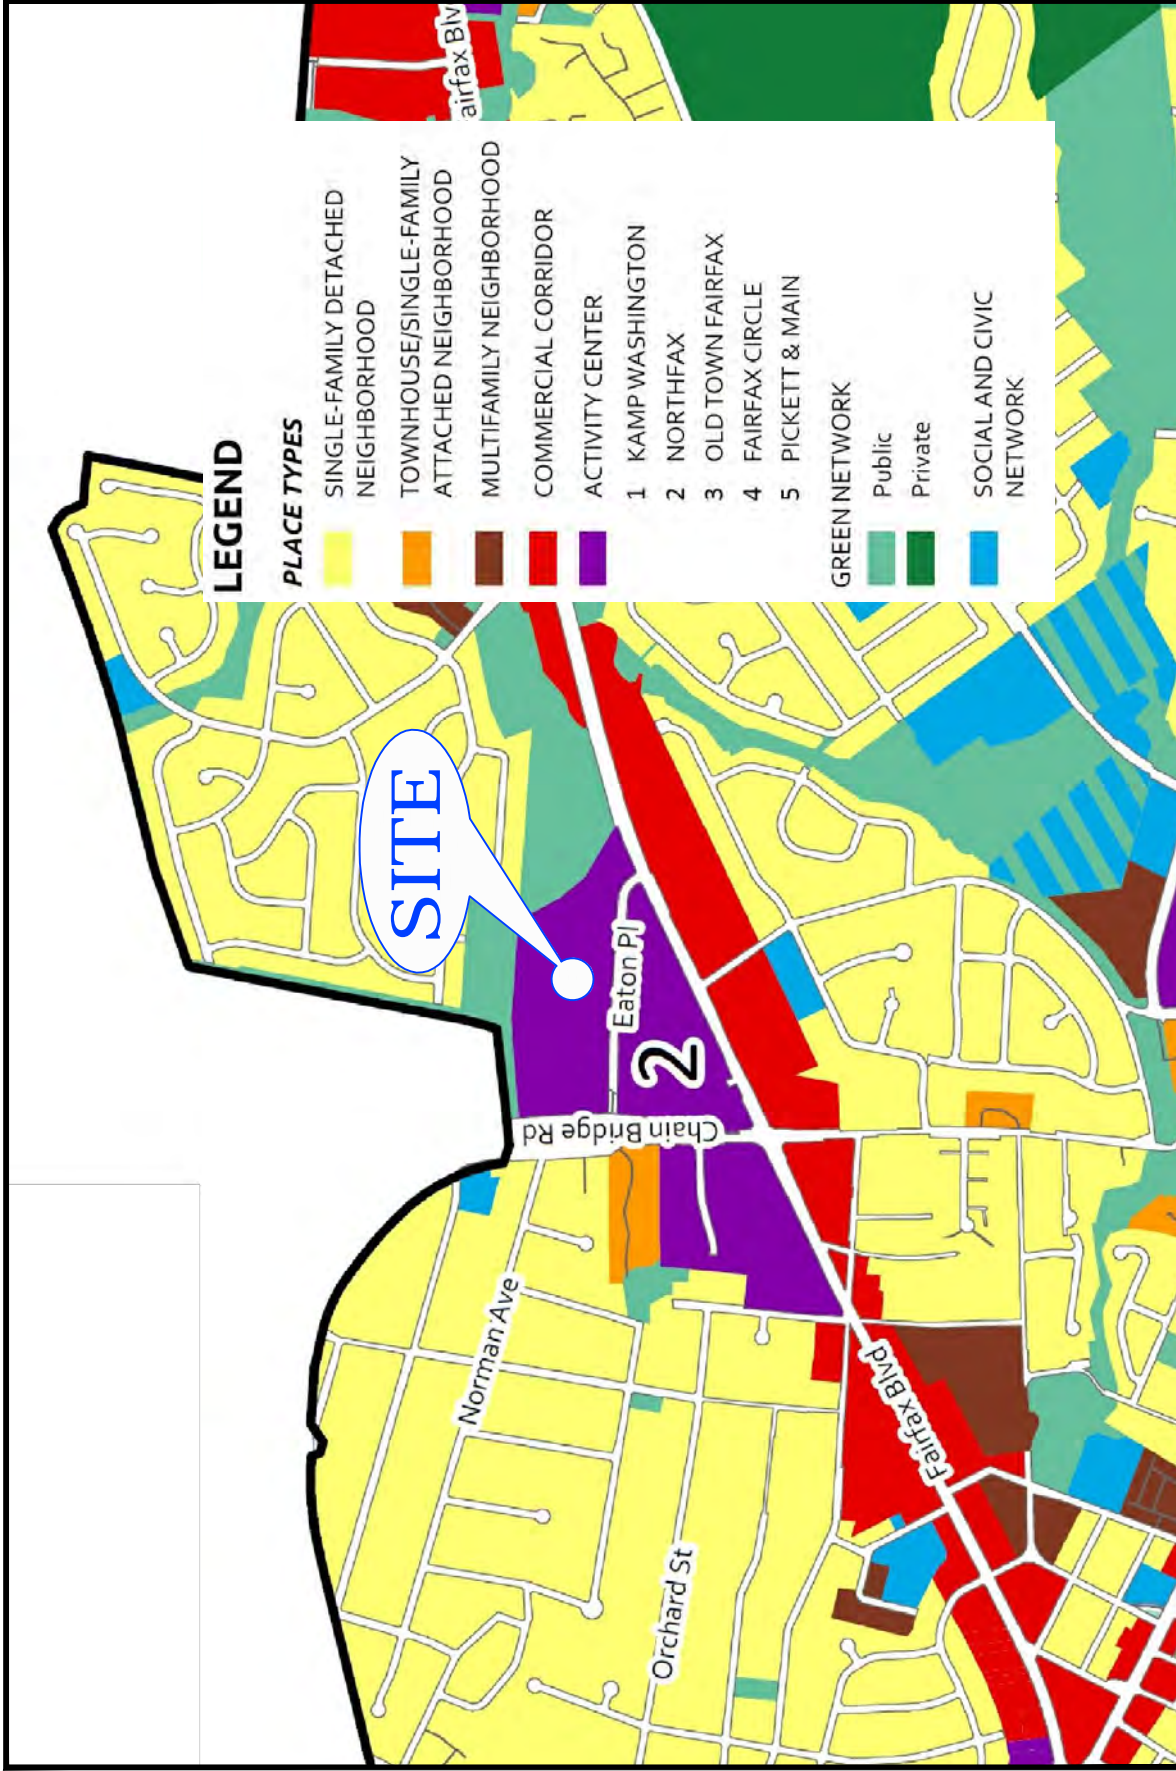 LEGEND
PLACE TYPES
SINGLE-FAMILY DETACHED
NEIGHBORHOOD
TOWNHOUSE/SINGLE-FAMILY
ATTACHED NEIGHBORHOOD
MULTIFAMILY NEIGHBORHOOD
COMMERCIAL CORRIDOR
ACTIVITY CENTER
1 KAMP WASHINGTON
2 NORTHFAX
3 OLD TOWN FAIRFAX
4 FAIRFAX CIRCLE
5 PICKETT & MAIN
GREEN NETWORK
Public
Private
SOCIAL AND CIVIC
NETWORK
SITE
Eaton Pl
2
Chain Bridge Rd
Norman Ave
Orchard St
Fairfax Blvd
airfax Blv